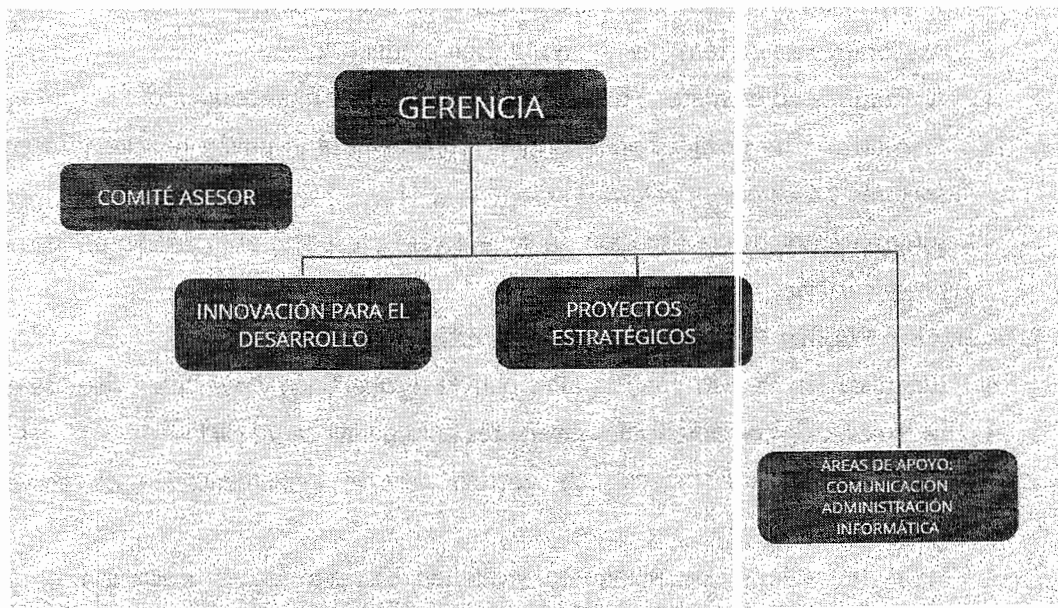 GERENCIA
COMITÉ ASESOR
INNOVACIÓN PARA EL
DESARROLLO
PROYECTOS
ESTRATÉGICOS
ÁREAS DE APOYO:
COMUNICACIÓN
ADMINISTRACIÓN
INFORMÁTICA